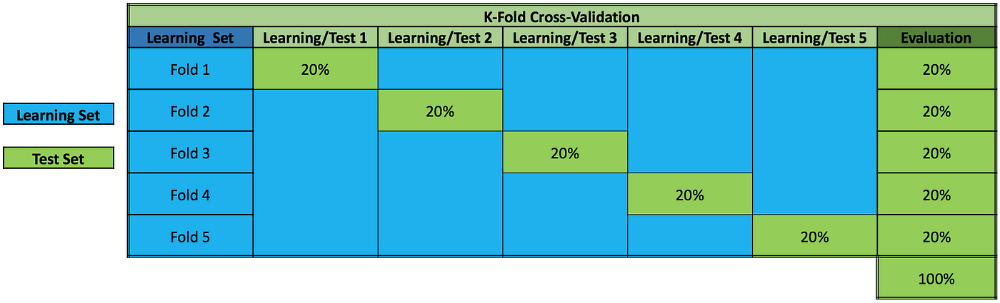 K-Fold Cross-Validation
Learning Set Learning/Test 1 Learning/Test 2 Learning/Test 3 Learning/Test 4 Learning/Test 5 Evaluation
Fold 1 20% 20%
Learning Set
Fold 2 20% 20%
Test Set
Fold 3 20% 20%
Fold 4 20% 20%
Fold 5 20% 20%
100%